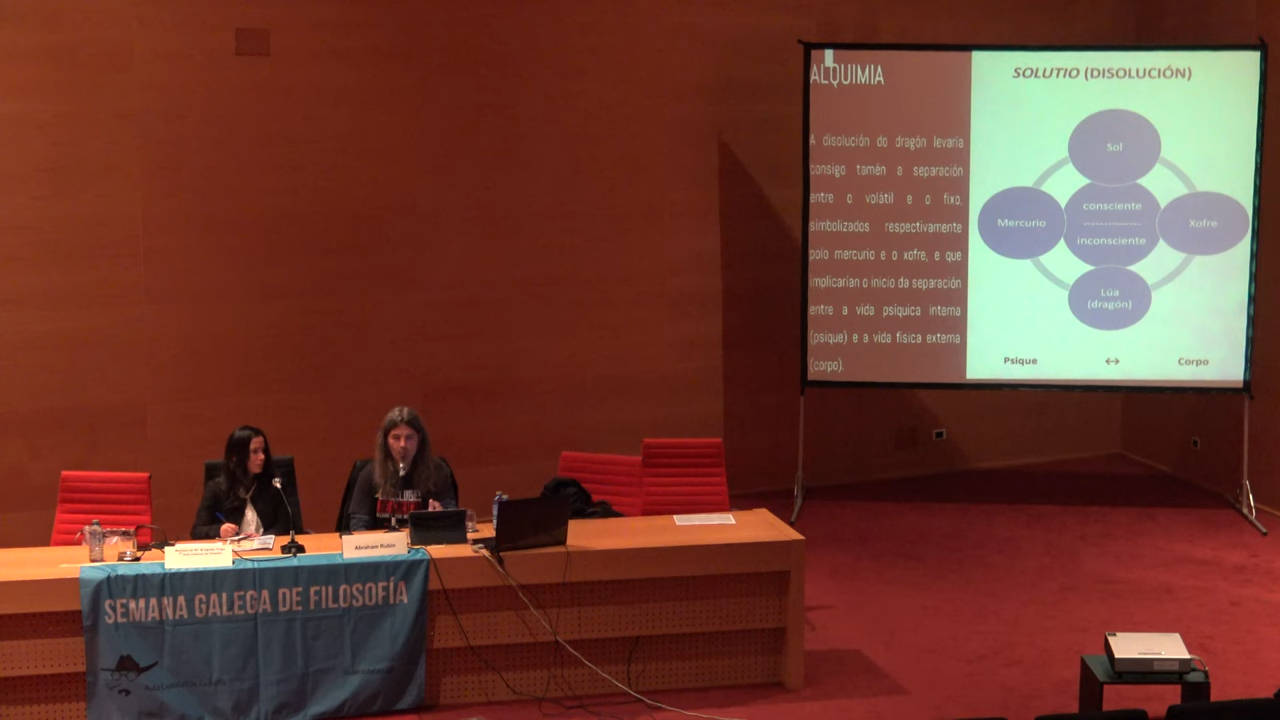 ALQUIMIA
A disolución do dragón levaría
consigo tamén a separación
entre o volátil e o fixo,
simbolizados respectivamente
polo mercurio e o xofre, e que
implicarían o inicio da separación
entre a vida psíquica interna
(psique) e a vida física externa
(corpo).
SOLUTIO (DISOLUCIÓN)
Sol
Mercurio
consciente
inconsciente
Xofre
Lúa
(dragón)
Psique ↔ Corpo
Abraham Rubín
SEMANA GALEGA DE FILOSOFÍA